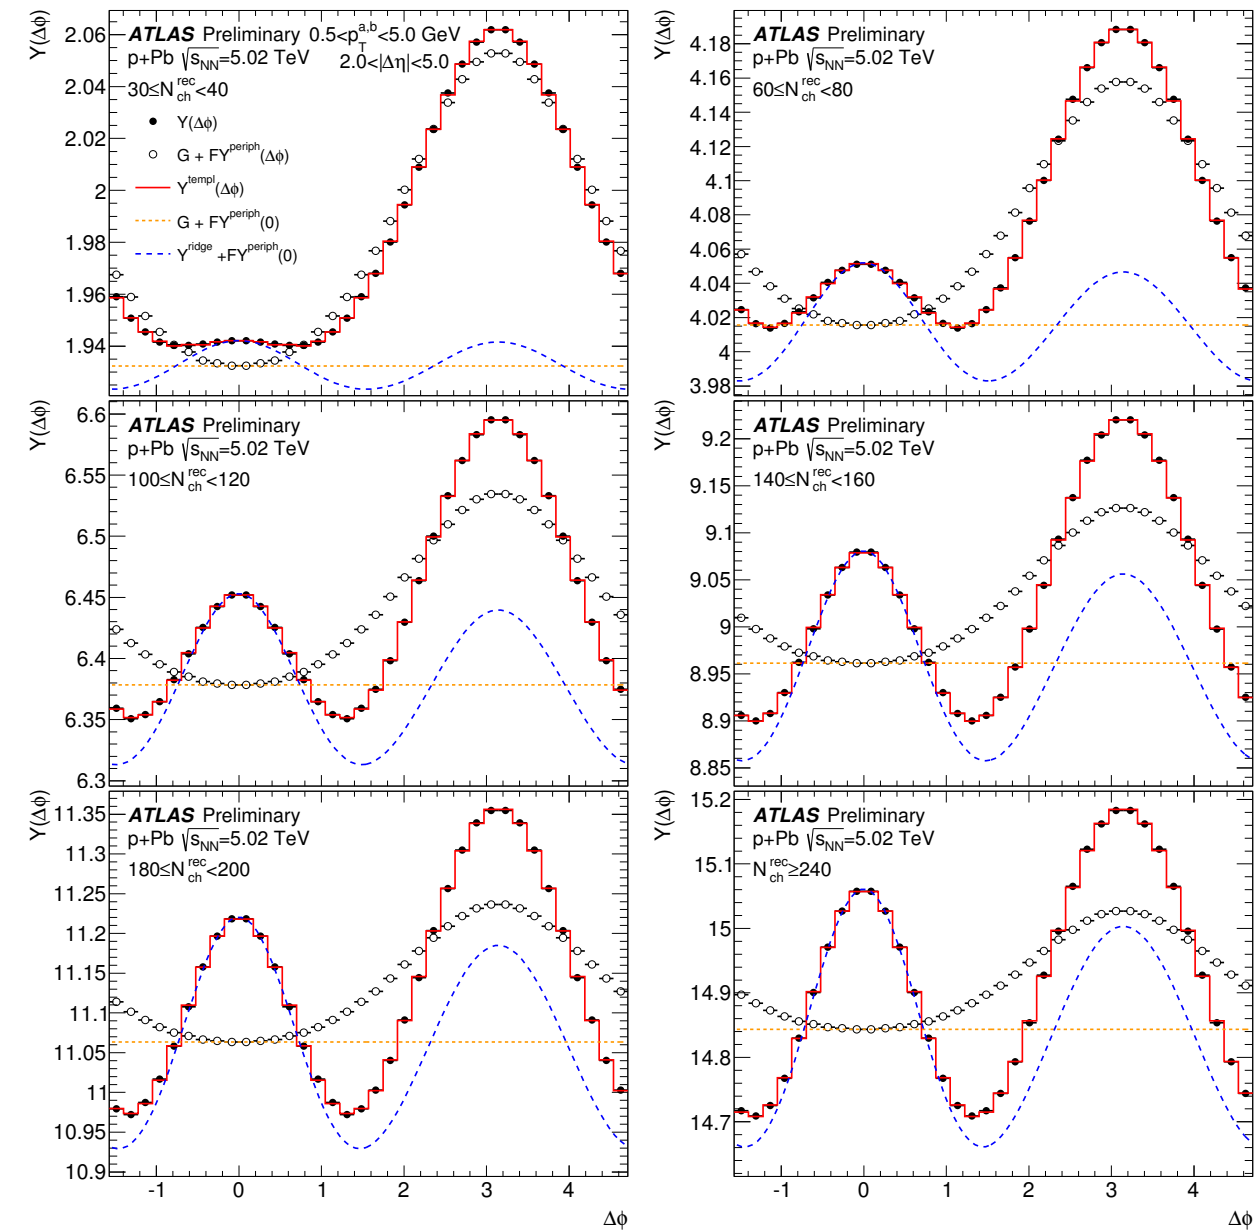 Y(Δϕ)
ATLAS Preliminary 0.5<p_T^{a,b}<5.0 GeV
p+Pb √s_NN=5.02 TeV 2.0<|Δη|<5.0
30≤N_ch^rec<40
Y(Δϕ)
G + FY^periph(Δϕ)
Y^templ(Δϕ)
G + FY^periph(0)
Y^ridge+FY^periph(0)
2.06
2.04
2.02
2
1.98
1.96
1.94
Y(Δϕ)
ATLAS Preliminary
p+Pb √s_NN=5.02 TeV
60≤N_ch^rec<80
4.18
4.16
4.14
4.12
4.1
4.08
4.06
4.04
4.02
4
3.98
Y(Δϕ)
ATLAS Preliminary
p+Pb √s_NN=5.02 TeV
100≤N_ch^rec<120
6.6
6.55
6.5
6.45
6.4
6.35
6.3
Y(Δϕ)
ATLAS Preliminary
p+Pb √s_NN=5.02 TeV
140≤N_ch^rec<160
9.2
9.15
9.1
9.05
9
8.95
8.9
8.85
Y(Δϕ)
ATLAS Preliminary
p+Pb √s_NN=5.02 TeV
180≤N_ch^rec<200
11.35
11.3
11.25
11.2
11.15
11.1
11.05
11
10.95
10.9
-1 0 1 2 3 4
Δϕ
Y(Δϕ)
ATLAS Preliminary
p+Pb √s_NN=5.02 TeV
N_ch^rec≥240
15.2
15.1
15
14.9
14.8
14.7
-1 0 1 2 3 4
Δϕ